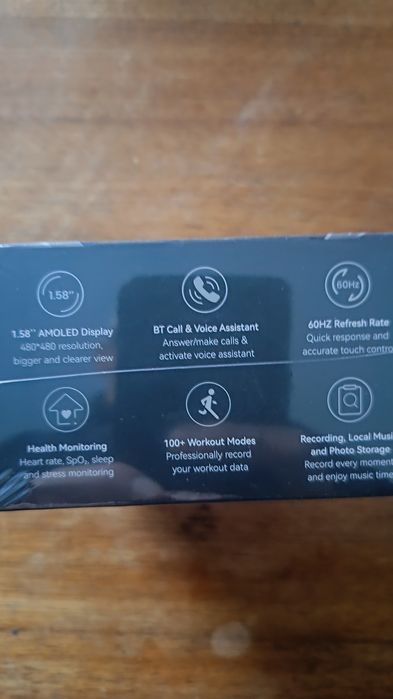 1.58''
60Hz
1.58'' AMOLED Display
480*480 resolution,
bigger and clearer view
BT Call & Voice Assistant
Answer/make calls &
activate voice assistant
60HZ Refresh Rate
Quick response and
accurate touch contro
Health Monitoring
Heart rate, SpO₂, sleep
and stress monitoring
100+ Workout Modes
Professionally record
your workout data
Recording, Local Musi
and Photo Storage
Record every moment
and enjoy music time